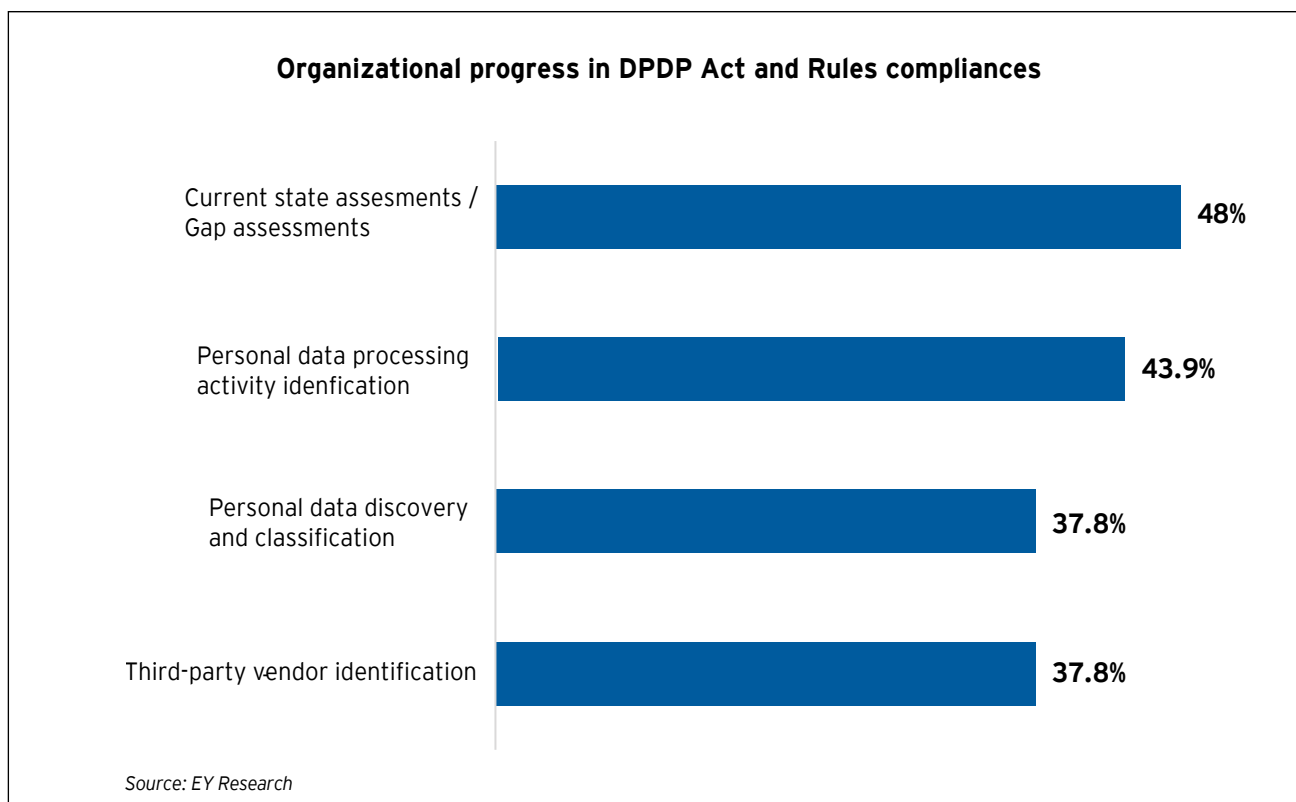 Organizational progress in DPDP Act and Rules compliances
Current state assesments /
Gap assessments
48%
Personal data processing
activity idenfication
43.9%
Personal data discovery
and classification
37.8%
Third-party vendor identification
37.8%
Source: EY Research